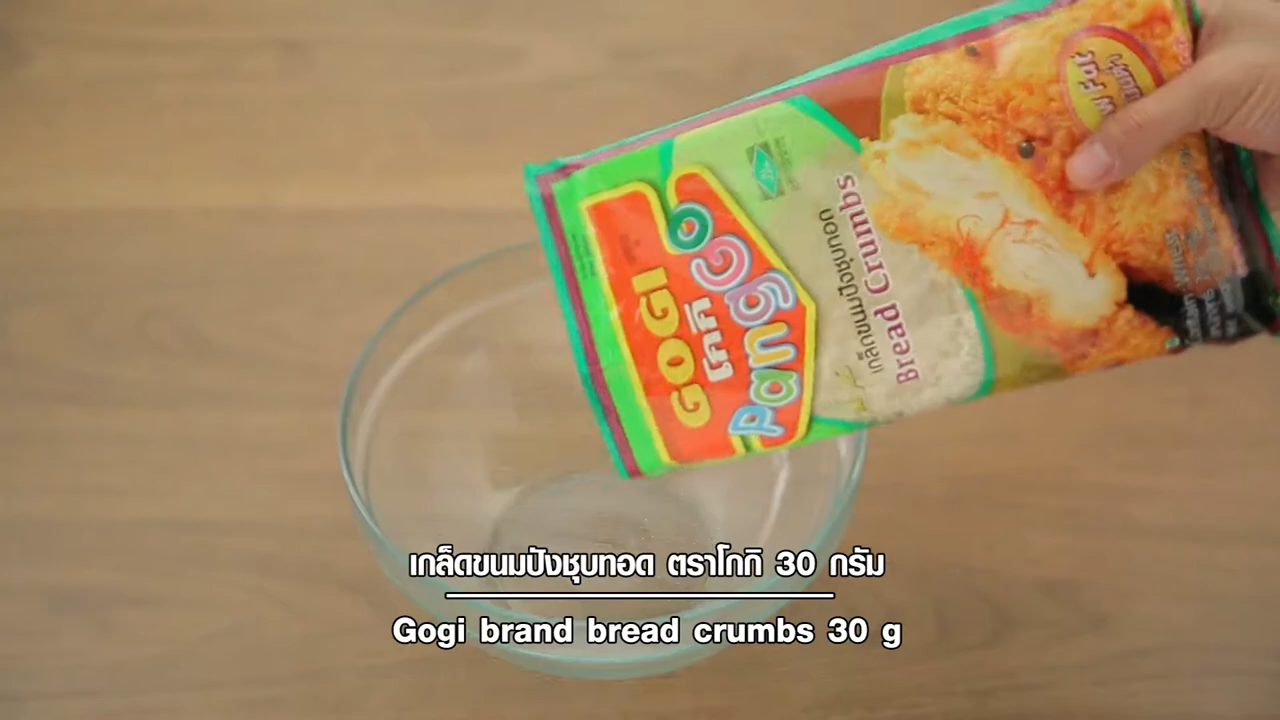 GOGI
โกกิ
Pangco
เกล็ดขนมปังชุบทอด
Bread Crumbs
เกล็ดขนมปังชุบทอด ตราโกกิ 30 กรัม
Gogi brand bread crumbs 30 g